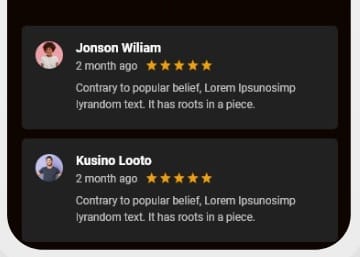 Jonson Wiliam
2 month ago
Contrary to popular belief, Lorem Ipsunosimp
lyrandom text. It has roots in a piece.
Kusino Looto
2 month ago
Contrary to popular belief, Lorem Ipsunosimp
lyrandom text. It has roots in a piece.